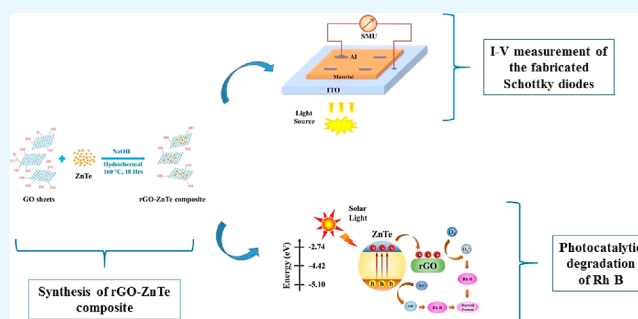 SMU
Al
Material
ITO
Light
Source
I-V measurement of
the fabricated
Schottky diodes
NaOH
Hydrothermal
160 °C, 18 Hrs
GO sheets
+
ZnTe
rGO-ZnTe composite
Synthesis of rGO-ZnTe
composite
Solar
Light
ZnTe
Energy (eV)
-2.74
-4.42
-5.10
e e e
h h h
rGO
O₂
Rh B
Rh B
Photocatalytic
degradation
of Rh B